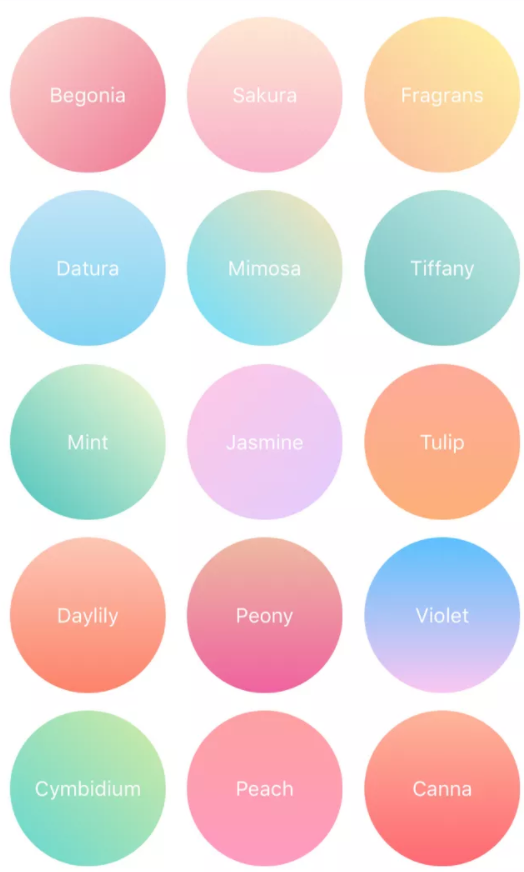 Begonia
Sakura
Fragrans
Datura
Mimosa
Tiffany
Mint
Jasmine
Tulip
Daylily
Peony
Violet
Cymbidium
Peach
Canna